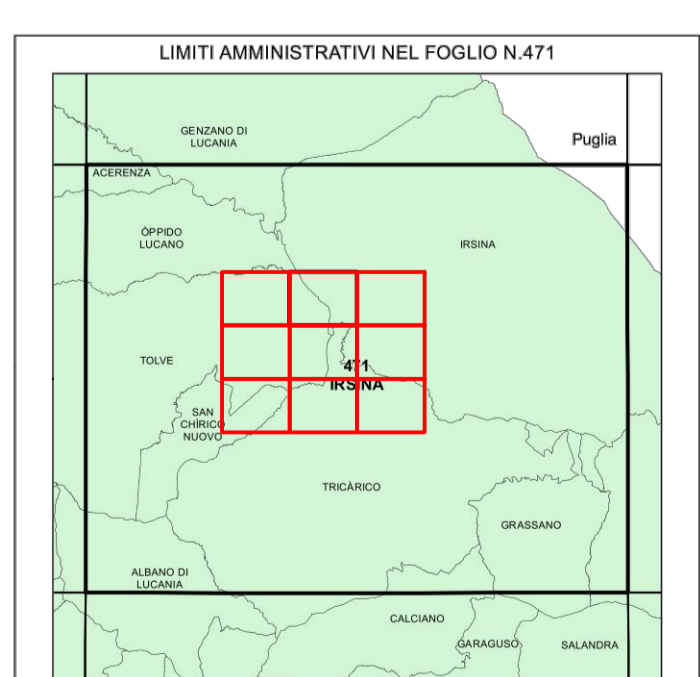 LIMITI AMMINISTRATIVI NEL FOGLIO N.471
GENZANO DI
LUCANIA
Puglia
ACERENZA
ÒPPIDO
LUCANO
IRSINA
TOLVE
471
IRSINA
SAN
CHÌRICO
NUOVO
TRICÀRICO
GRASSANO
ALBANO DI
LUCANIA
CALCIANO
GARAGUSO
SALANDRA